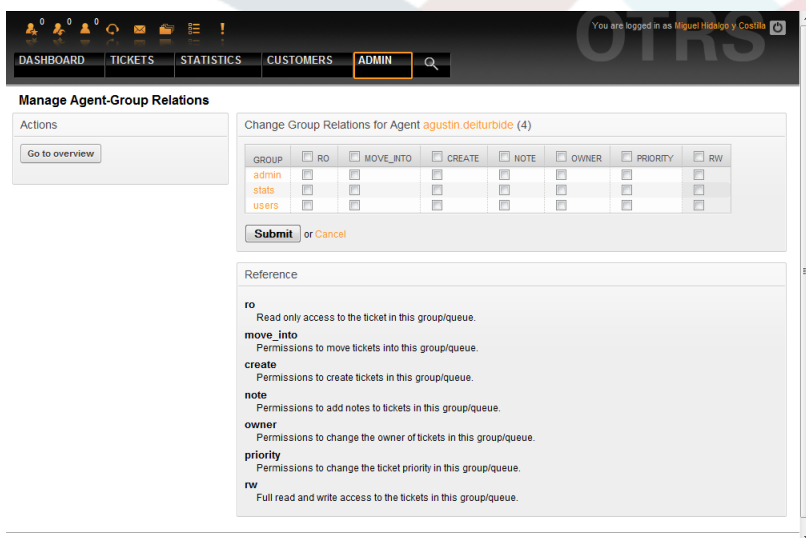 0 0 0
OTRS
You are logged in as Miguel Hidalgo y Costilla
DASHBOARD TICKETS STATISTICS CUSTOMERS ADMIN
Manage Agent-Group Relations
Actions
Go to overview
Change Group Relations for Agent agustin.deiturbide (4)
GROUP RO MOVE_INTO CREATE NOTE OWNER PRIORITY RW
admin
stats
users
Submit or Cancel
Reference
ro
Read only access to the ticket in this group/queue.
move_into
Permissions to move tickets into this group/queue.
create
Permissions to create tickets in this group/queue.
note
Permissions to add notes to tickets in this group/queue.
owner
Permissions to change the owner of tickets in this group/queue.
priority
Permissions to change the ticket priority in this group/queue.
rw
Full read and write access to the tickets in this group/queue.